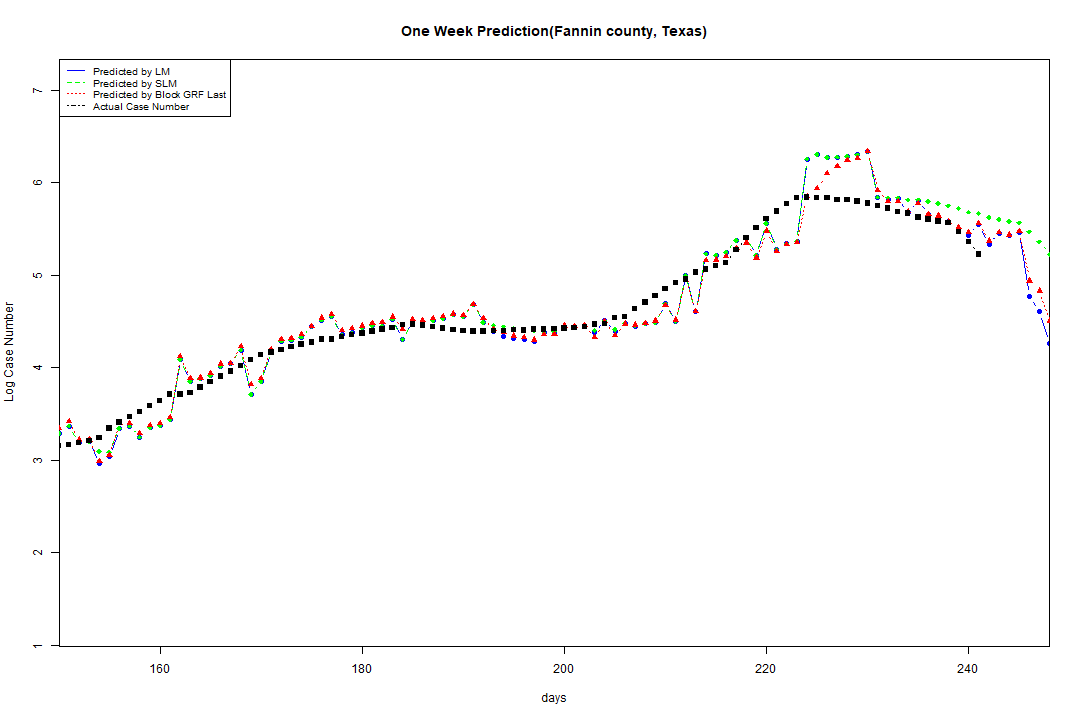 One Week Prediction(Fannin county, Texas)
Predicted by LM
Predicted by SLM
Predicted by Block GRF Last
Actual Case Number
7
6
5
4
3
2
1
Log Case Number
160 180 200 220 240
days